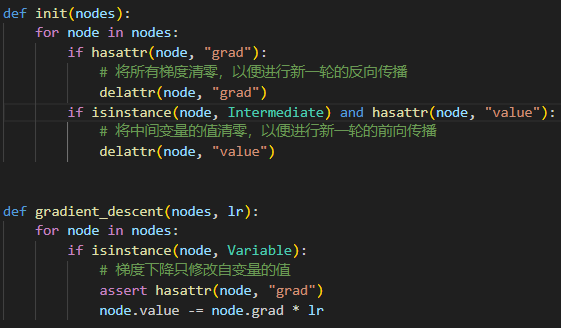 def init(nodes):
    for node in nodes:
        if hasattr(node, "grad"):
            # 将所有梯度清零，以便进行新一轮的反向传播
            delattr(node, "grad")
        if isinstance(node, Intermediate) and hasattr(node, "value"):
            # 将中间变量的值清零，以便进行新一轮的前向传播
            delattr(node, "value")
def gradient_descent(nodes, lr):
    for node in nodes:
        if isinstance(node, Variable):
            # 梯度下降只修改自变量的值
            assert hasattr(node, "grad")
            node.value -= node.grad * lr